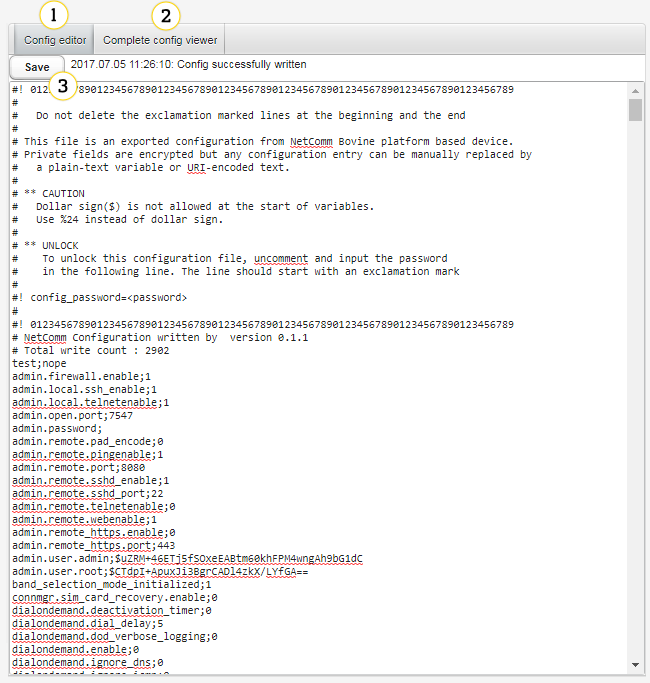 1
2
Config editor
Complete config viewer
Save
2017.07.05 11:26:10: Config successfully written
3
#! 012 78901234567890123456789012345678901234567890123456789
#
#   Do not delete the exclamation marked lines at the beginning and the end
#
# This file is an exported configuration from NetComm Bovine platform based device.
# Private fields are encrypted but any configuration entry can be manually replaced by
#   a plain-text variable or URI-encoded text.
#
# ** CAUTION
#   Dollar sign($) is not allowed at the start of variables.
#   Use %24 instead of dollar sign.
#
# ** UNLOCK
#    To unlock this configuration file, uncomment and input the password
#    in the following line. The line should start with an exclamation mark
#
#! config_password=<password>
#
#! 0123456789012345678901234567890123456789012345678901234567890123456789
# NetComm Configuration written by  version 0.1.1
# Total write count : 2902
test;nope
admin.firewall.enable;1
admin.local.ssh_enable;1
admin.local.telnetenable;1
admin.open.port;7547
admin.password;
admin.remote.pad_encode;0
admin.remote.pingenable;1
admin.remote.port;8080
admin.remote.sshd_enable;1
admin.remote.sshd_port;22
admin.remote.telnetenable;0
admin.remote.webenable;1
admin.remote_https.enable;0
admin.remote_https.port;443
admin.user.admin;$uZRM+46ETj5fSOxeEABtm60khFPM4wngAh9bG1dC
admin.user.root;$CTdpI+ApuxJi3BgrCADl4zkX/LYfGA==
band_selection_mode_initialized;1
connmgr.sim_card_recovery.enable;0
dialondemand.deactivation_timer;0
dialondemand.dial_delay;5
dialondemand.dod_verbose_logging;0
dialondemand.enable;0
dialondemand.ignore_dns;0